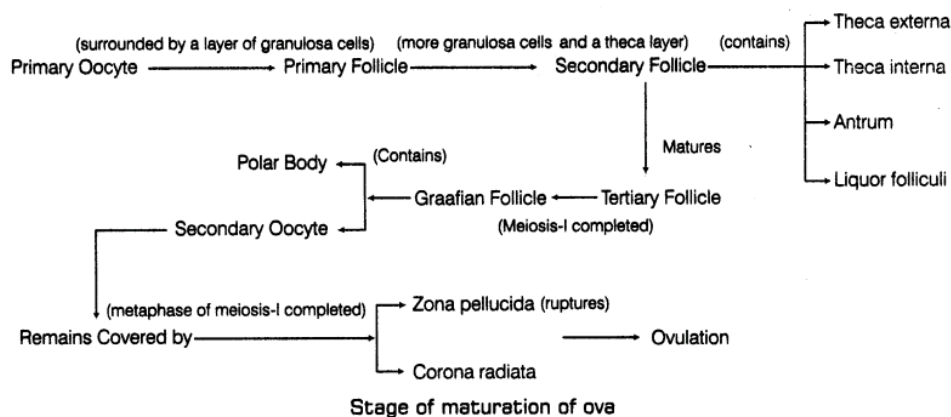 Theca externa
(surrounded by a layer of granulosa cells) (more granulosa cells and a theca layer) (contains)
Primary Oocyte Primary Follicle Secondary Follicle Theca interna
Antrum
Matures
Liquor folliculi
Polar Body (Contains)
Graafian Follicle Tertiary Follicle
(Meiosis-I completed)
Secondary Oocyte
(metaphase of meiosis-I completed)
Zona pellucida (ruptures)
Remains Covered by Ovulation
Corona radiata
Stage of maturation of ova